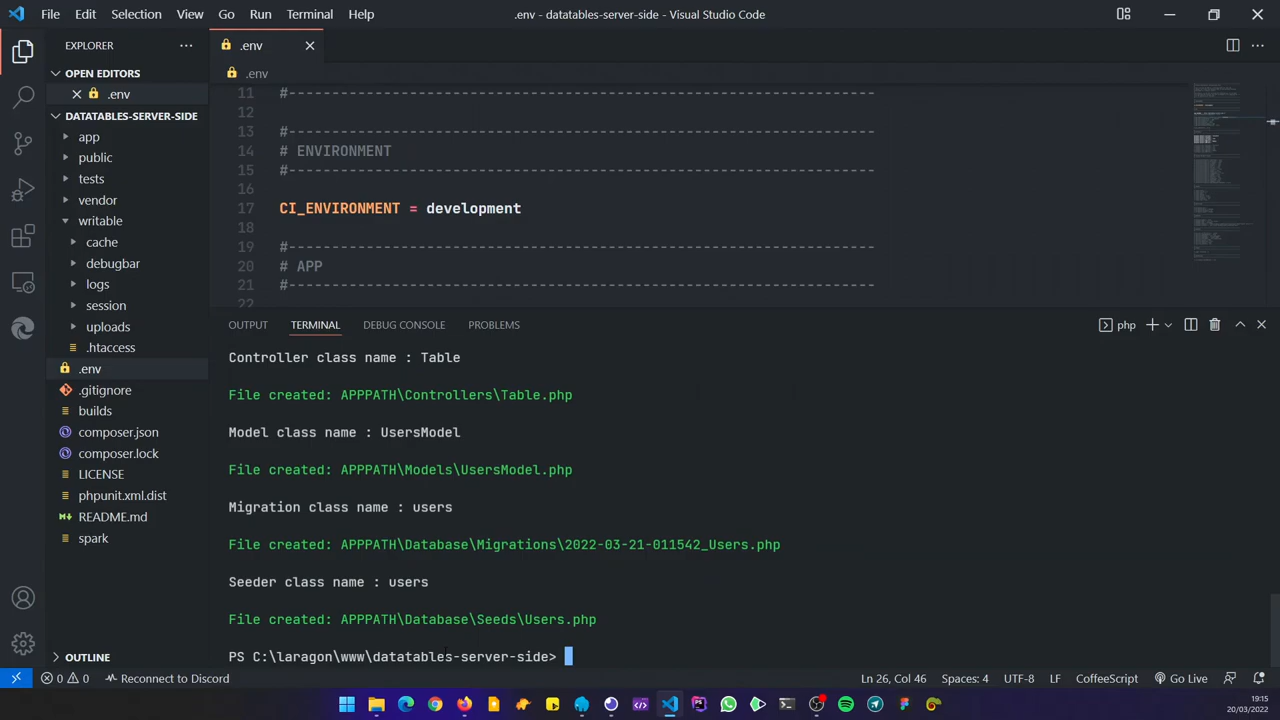 File Edit Selection View Go Run Terminal Help
.env - datatables-server-side - Visual Studio Code
EXPLORER
OPEN EDITORS
.env
DATATABLES-SERVER-SIDE
app
public
tests
vendor
writable
cache
debugbar
logs
session
uploads
.htaccess
.env
.gitignore
builds
composer.json
composer.lock
LICENSE
phpunit.xml.dist
README.md
spark
OUTLINE
.env
.env
11 #-------------------------------------------------------------------
12
13 #-------------------------------------------------------------------
14 # ENVIRONMENT
15 #-------------------------------------------------------------------
16
17 CI_ENVIRONMENT = development
18
19 #-------------------------------------------------------------------
20 # APP
21 #-------------------------------------------------------------------
22
OUTPUT TERMINAL DEBUG CONSOLE PROBLEMS
php
Controller class name : Table
File created: APPPATH\Controllers\Table.php
Model class name : UsersModel
File created: APPPATH\Models\UsersModel.php
Migration class name : users
File created: APPPATH\Database\Migrations\2022-03-21-011542_Users.php
Seeder class name : users
File created: APPPATH\Database\Seeds\Users.php
PS C:\laragon\www\datatables-server-side>
0 0 Reconnect to Discord
Ln 26, Col 46 Spaces: 4 UTF-8 LF CoffeeScript Go Live
19:15
20/03/2022